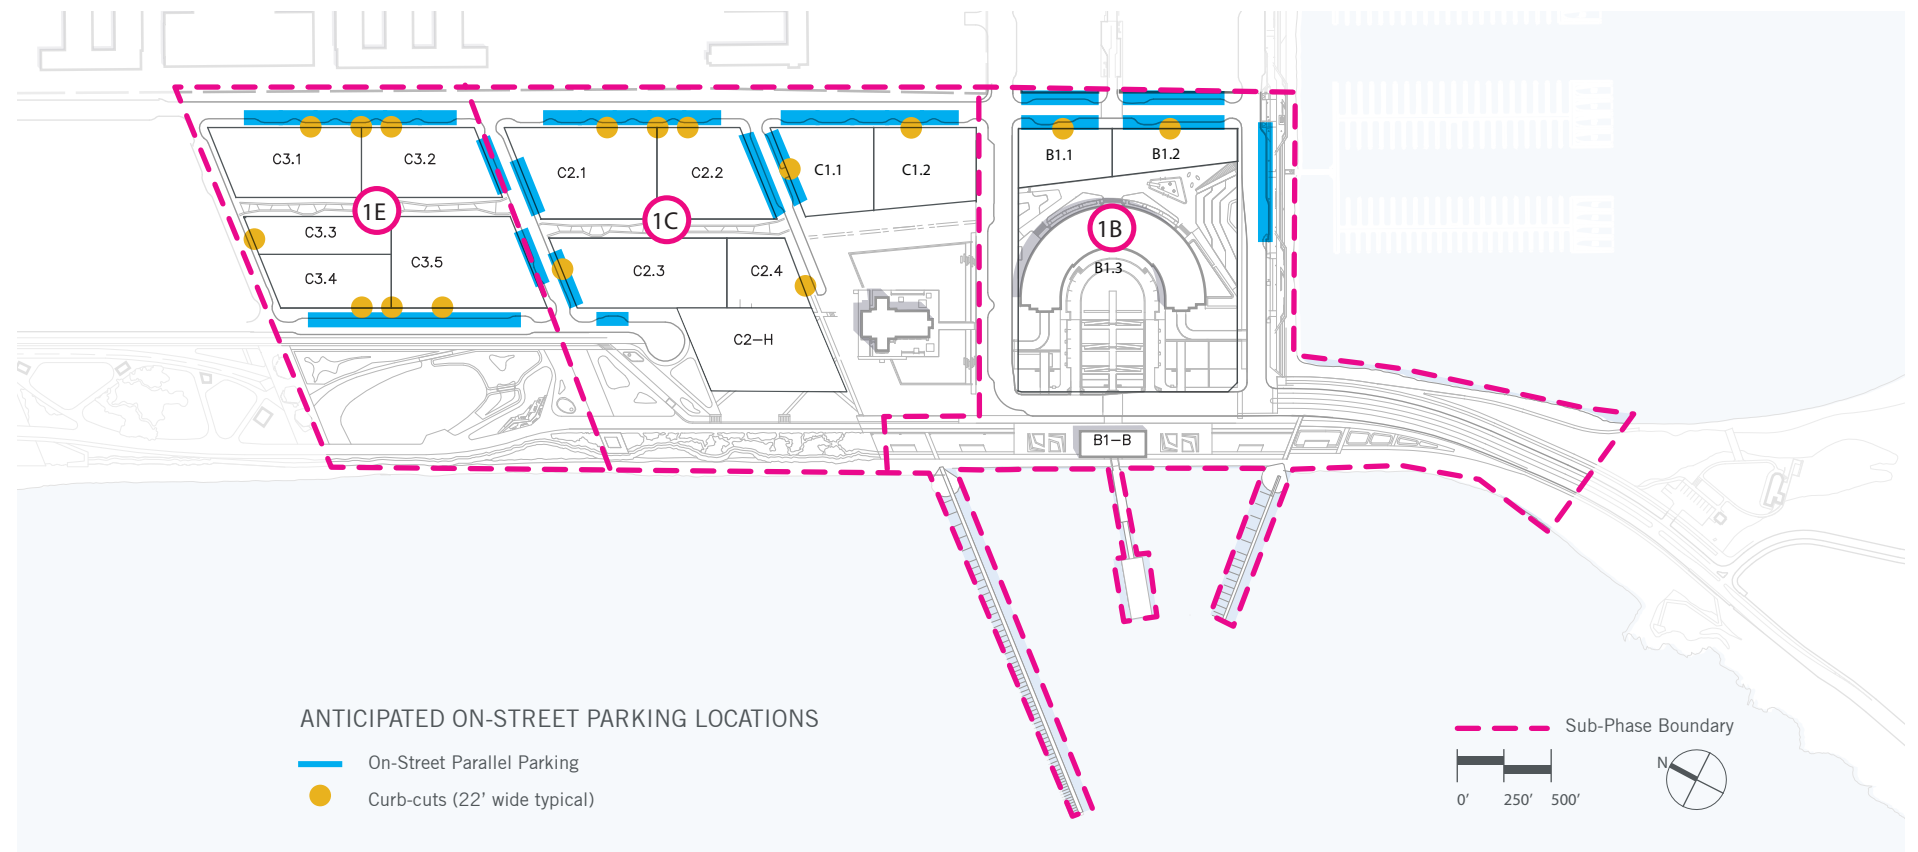 C3.1
C3.2
C2.1
C2.2
C1.1
C1.2
B1.1
B1.2
1E
1C
1B
C3.3
C3.4
C3.5
C2.3
C2.4
B1.3
C2-H
B1-B
ANTICIPATED ON-STREET PARKING LOCATIONS
On-Street Parallel Parking
Curb-cuts (22' wide typical)
Sub-Phase Boundary
N
0' 250' 500'